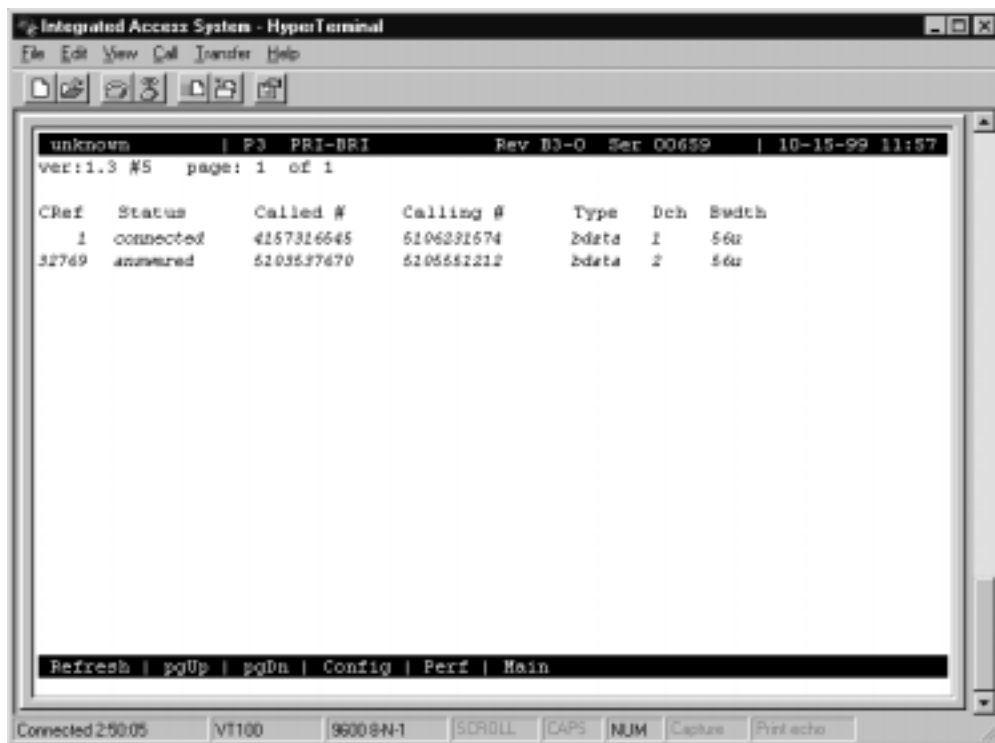 Integrated Access System - HyperTerminal
File Edit View Call Transfer Help
unknown | P3 PRI-BRI Rev B3-0 Ser 00659 | 10-15-99 11:57
ver:1.3 #5 page: 1 of 1
CRef Status Called # Calling # Type Dch Bwdth
1 connected 4157316545 5106231574 bdata 1 56u
32769 answered 5103537670 5105551212 bdata 2 56u
Refresh | pgUp | pgDn | Config | Perf | Main
Connected 2:50:05 VT100 9600 8-N-1 SCROLL CAPS NUM Capture Print echo